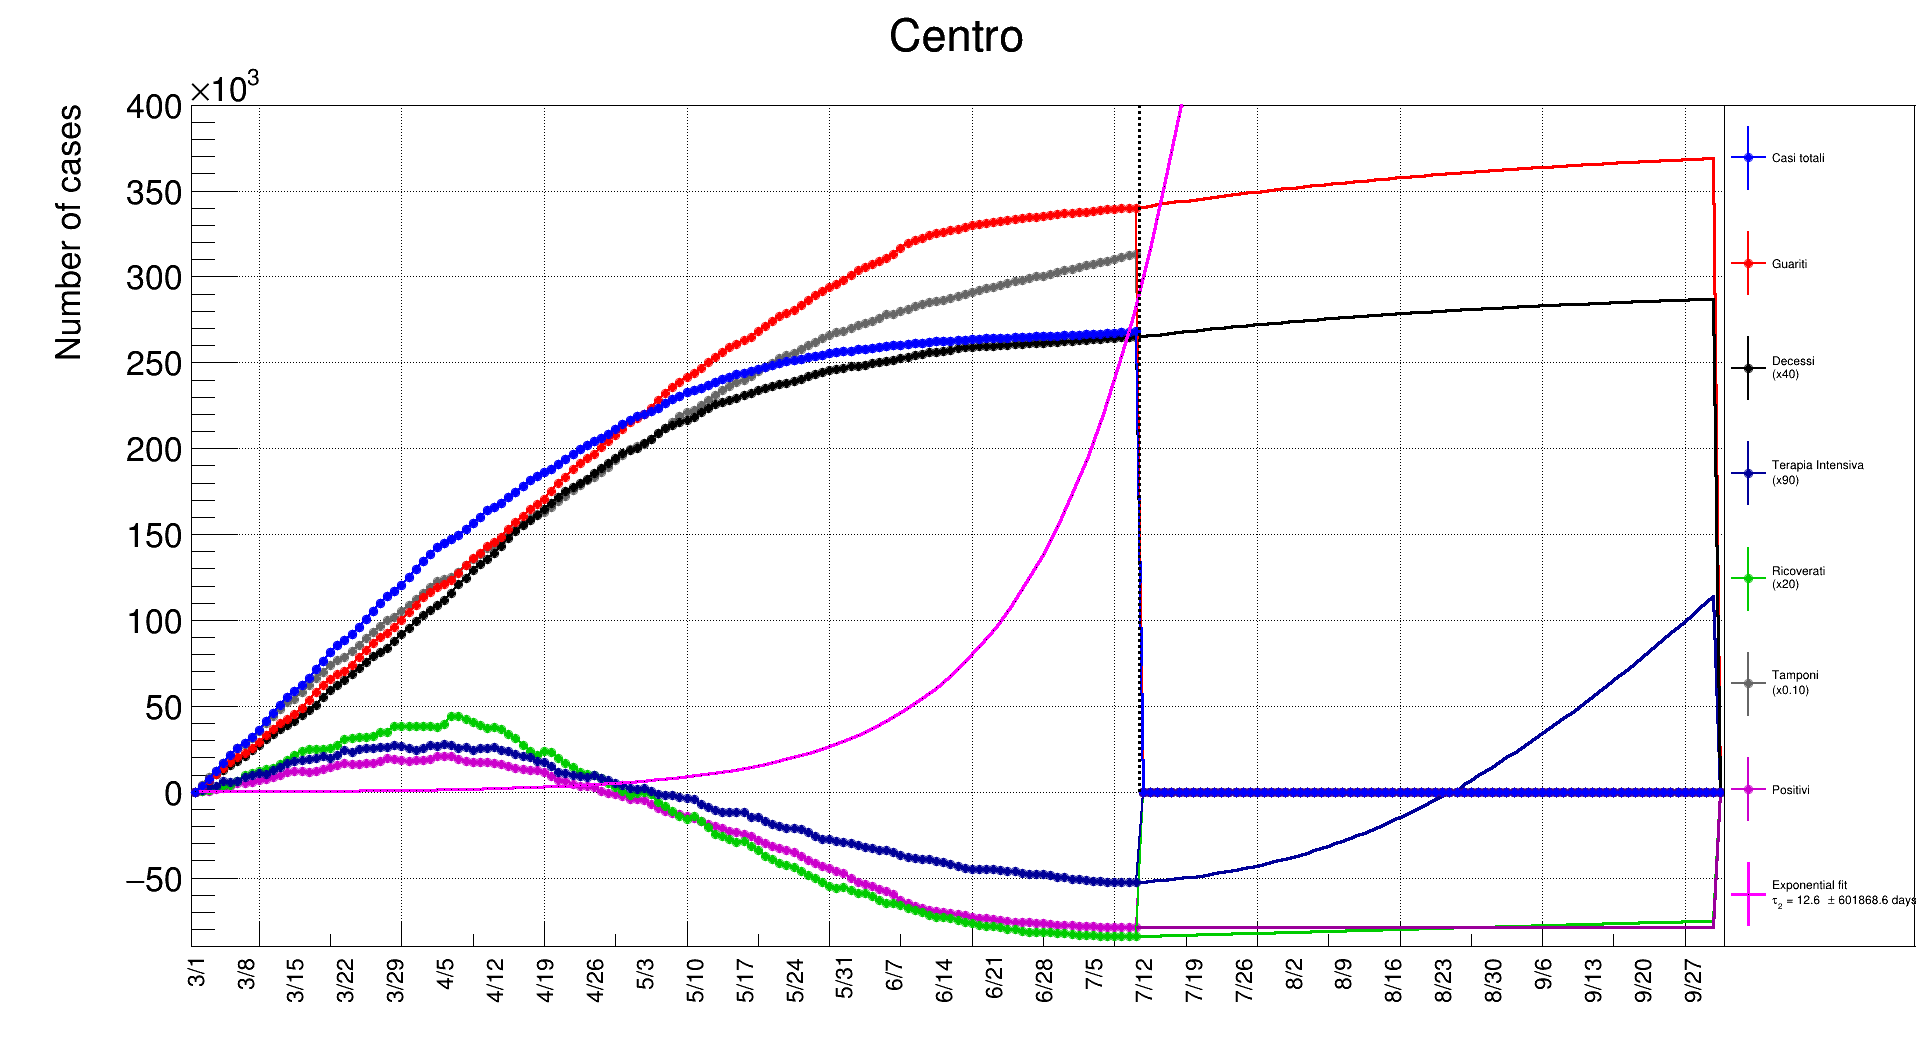 Centro
×10³
Number of cases
400
350
300
250
200
150
100
50
0
−50
3/1
3/8
3/15
3/22
3/29
4/5
4/12
4/19
4/26
5/3
5/10
5/17
5/24
5/31
6/7
6/14
6/21
6/28
7/5
7/12
7/19
7/26
8/2
8/9
8/16
8/23
8/30
9/6
9/13
9/20
9/27
Casi totali
Guariti
Decessi
(x40)
Terapia Intensiva
(x90)
Ricoverati
(x20)
Tamponi
(x0.10)
Positivi
Exponential fit
τ₂ = 12.6 ± 601868.6 days